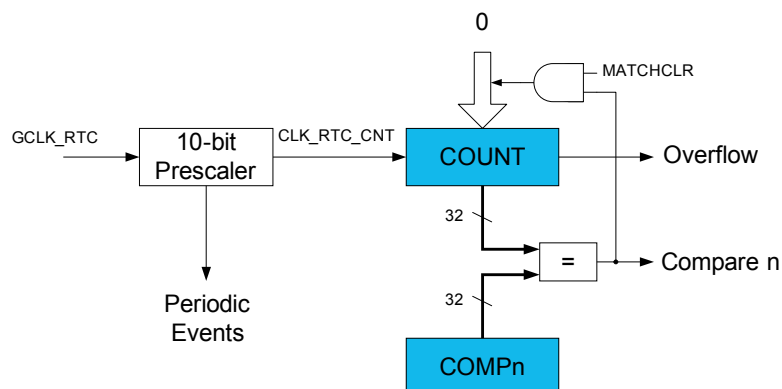 0
MATCHCLR
GCLK_RTC
10-bit
Prescaler
CLK_RTC_CNT
COUNT
Overflow
32
=
Compare n
32
Periodic
Events
COMPn